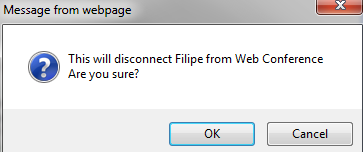 Message from webpage
This will disconnect Filipe from Web Conference
Are you sure?
OK
Cancel